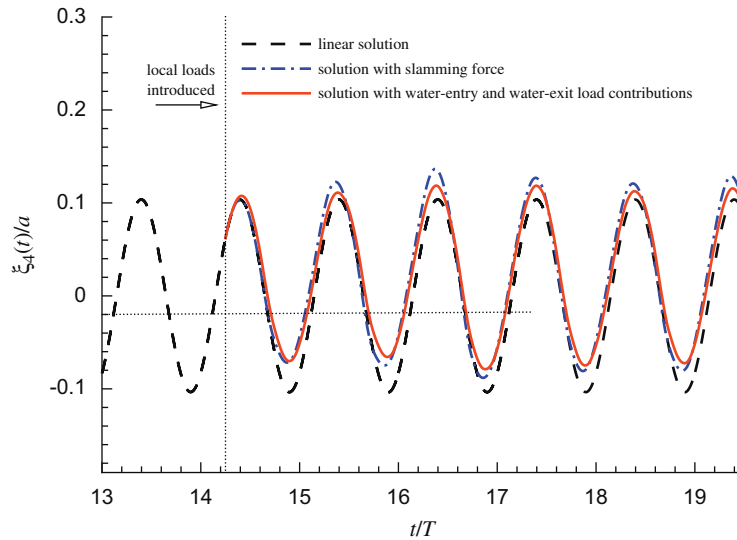 0.3
linear solution
local loads
introduced
solution with slamming force
solution with water-entry and water-exit load contributions
0.2
0.1
ξ₄(t)/a
0
-0.1
13 14 15 16 17 18 19
t/T